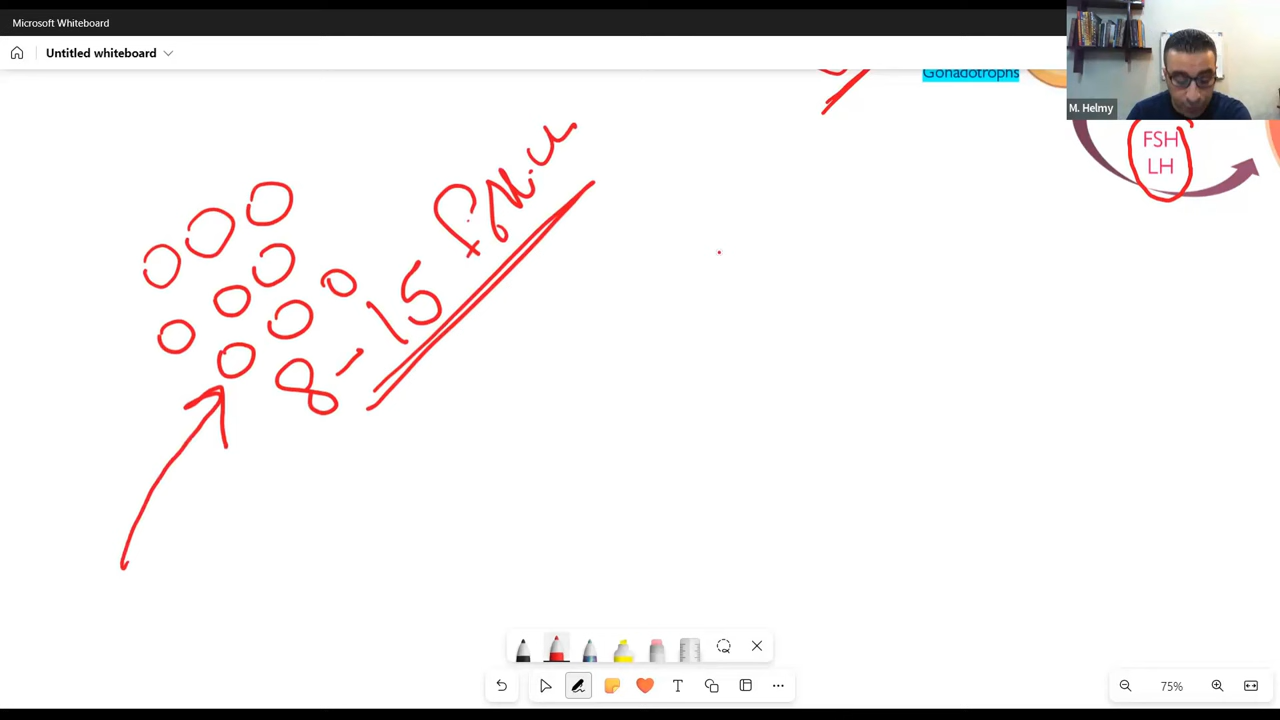 Microsoft Whiteboard
Untitled whiteboard
Gonadotrophs
M. Helmy
FSH
LH
8-15
75%